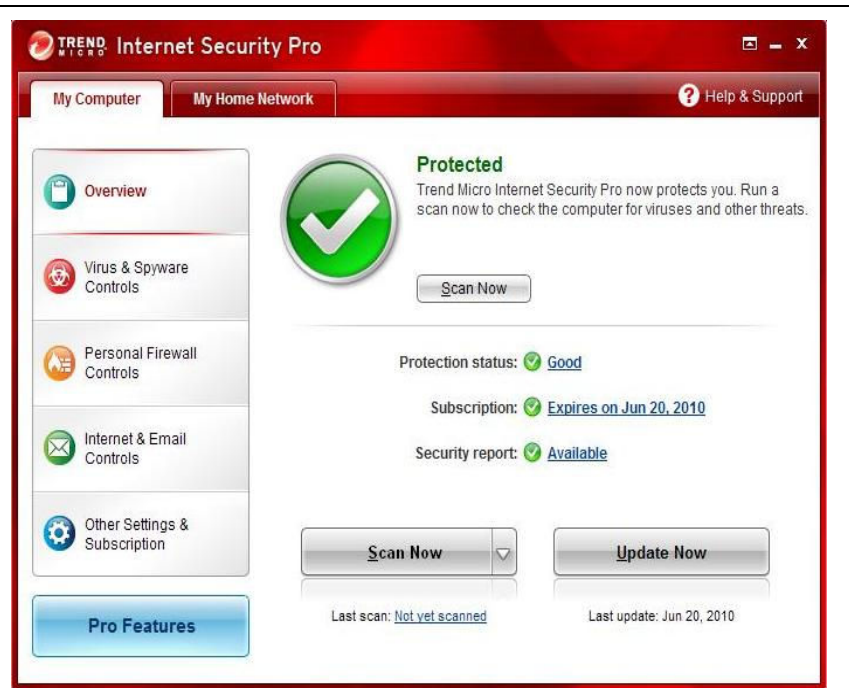 TREND MICRO Internet Security Pro
My Computer
My Home Network
Help & Support
Overview
Virus & Spyware
Controls
Personal Firewall
Controls
Internet & Email
Controls
Other Settings &
Subscription
Pro Features
Protected
Trend Micro Internet Security Pro now protects you. Run a
scan now to check the computer for viruses and other threats.
Scan Now
Protection status: Good
Subscription: Expires on Jun 20, 2010
Security report: Available
Scan Now
Update Now
Last scan: Not yet scanned
Last update: Jun 20, 2010